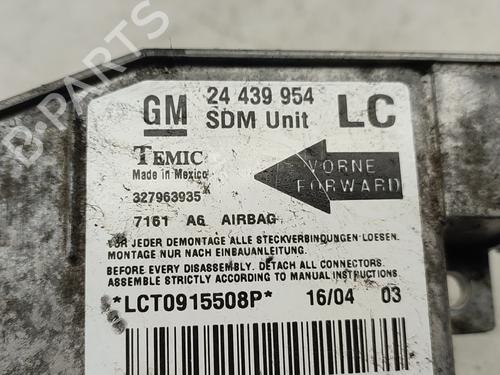 GM 24 439 954 LC
SDM Unit
TEMIC
Made in Mexico
VORNE
FORWARD
327963935
7161 A6 AIRBAG
VOR JEDER DEMONTAGE ALLE STECKVERBINDUNGEN LOESEN.
MONTAGE NUR NACH EINBAUANLEITUNG.
BEFORE EVERY DISASSEMBLY. DETACH ALL CONNECTORS.
ASSEMBLE STRICTLY ACCORDING TO MANUAL INSTRUCTIONS
*LCT0915508P* 16/04 03